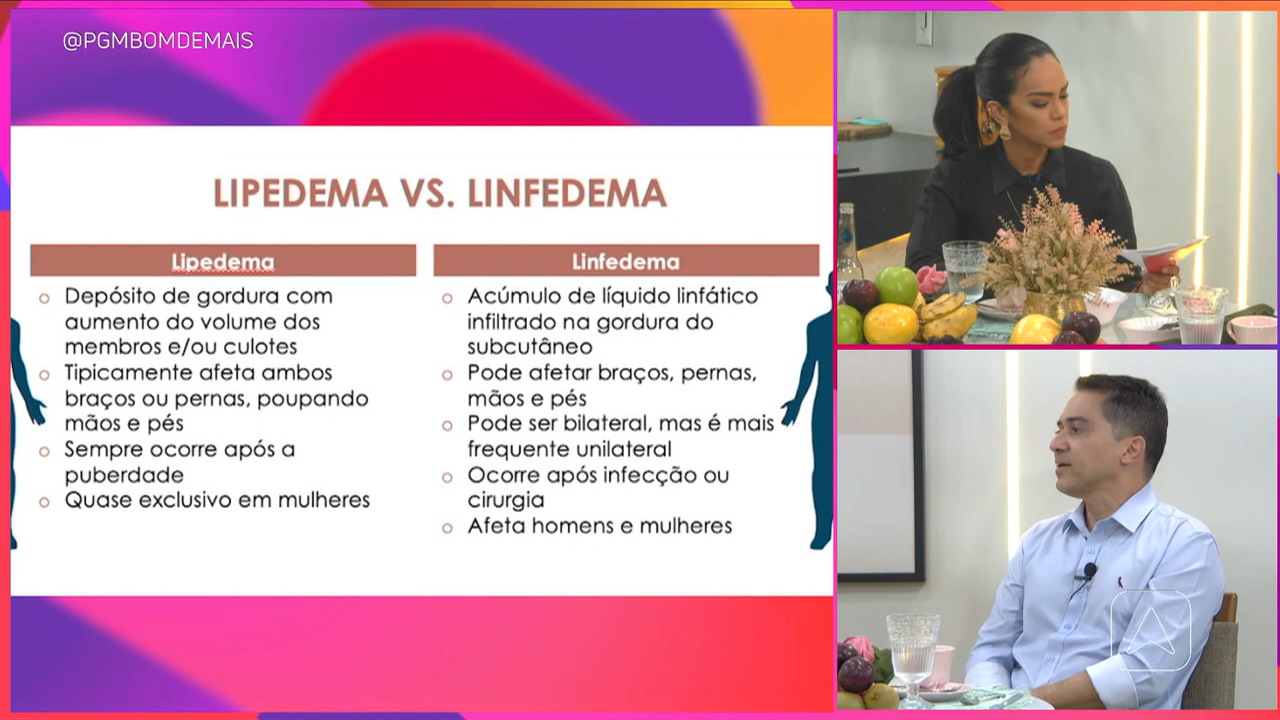 @PGMBOMDEMAIS
LIPEDEMA VS. LINFEDEMA
Lipedema
Depósito de gordura com
aumento do volume dos
membros e/ou culotes
Tipicamente afeta ambos
braços ou pernas, poupando
mãos e pés
Sempre ocorre após a
puberdade
Quase exclusivo em mulheres
Linfedema
Acúmulo de líquido linfático
infiltrado na gordura do
subcutâneo
Pode afetar braços, pernas,
mãos e pés
Pode ser bilateral, mas é mais
frequente unilateral
Ocorre após infecção ou
cirurgia
Afeta homens e mulheres